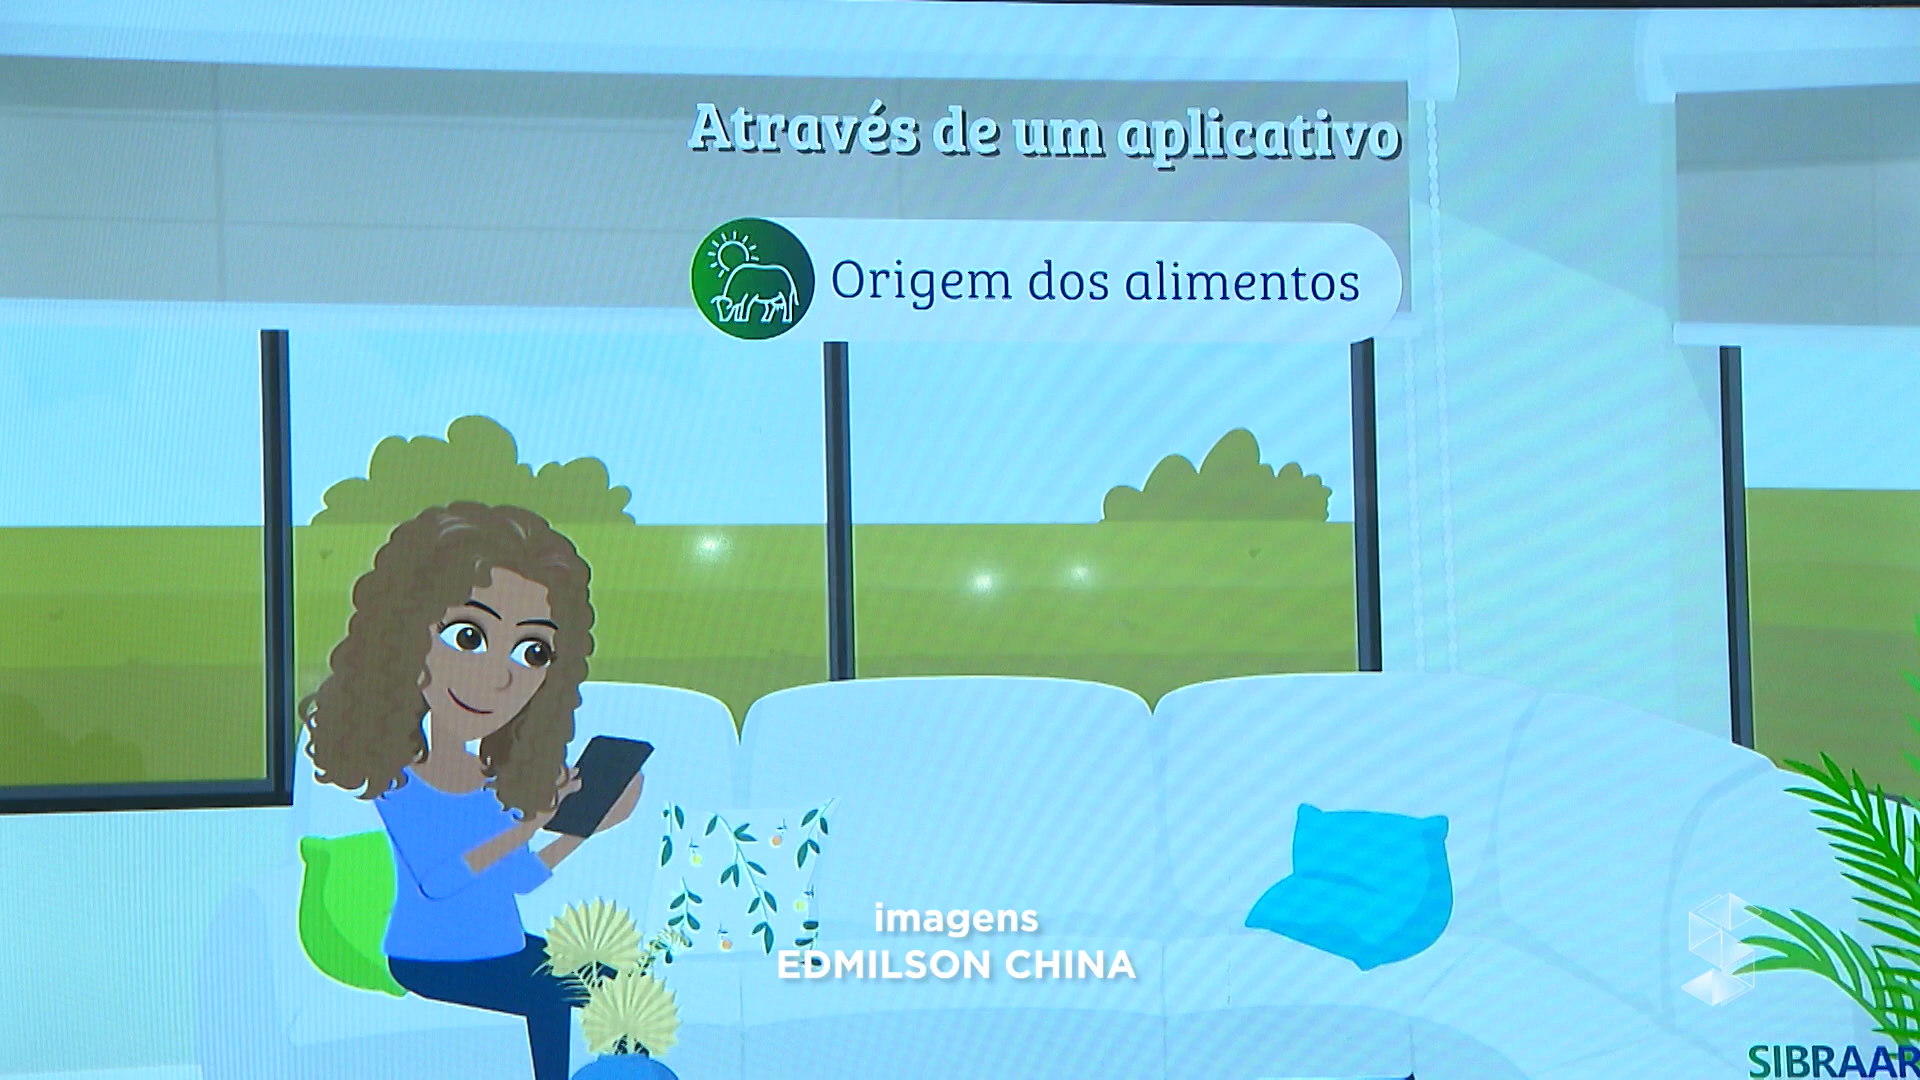 Através de um aplicativo
Origem dos alimentos
imagens
EDMILSON CHINA
SIBRAAR